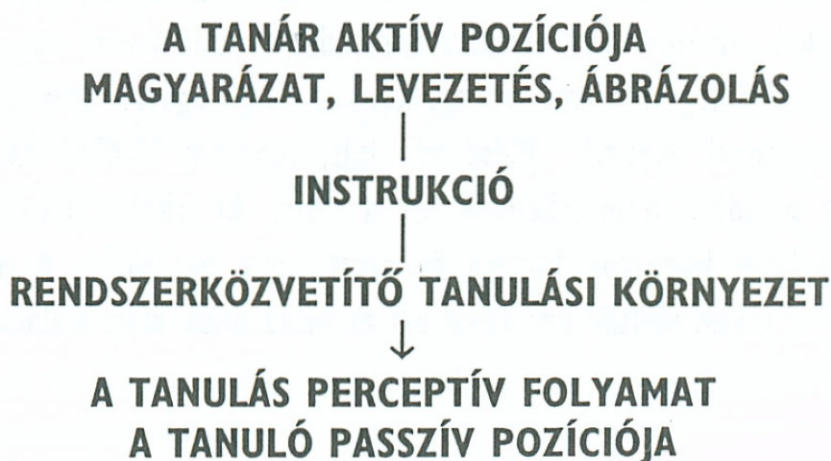 A TANÁR AKTÍV POZÍCIÓJA
MAGYARÁZAT, LEVEZETÉS, ÁBRÁZOLÁS
INSTRUKCIÓ
RENDSZERKÖZVETÍTŐ TANULÁSI KÖRNYEZET
A TANULÁS PERCEPTÍV FOLYAMAT
A TANULÓ PASSZÍV POZÍCIÓJA